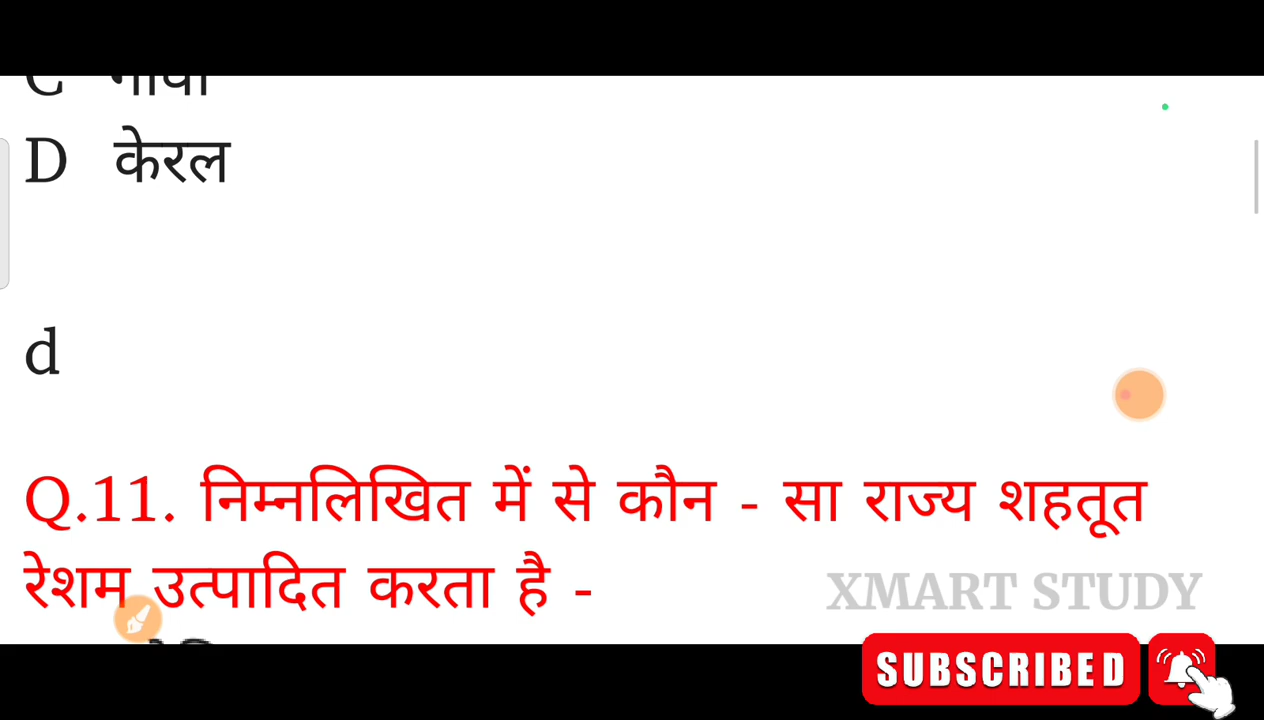 D केरल
d
Q.11. निम्नलिखित में से कौन - सा राज्य शहतूत
रेशम उत्पादित करता है -
XMART STUDY
SUBSCRIBED